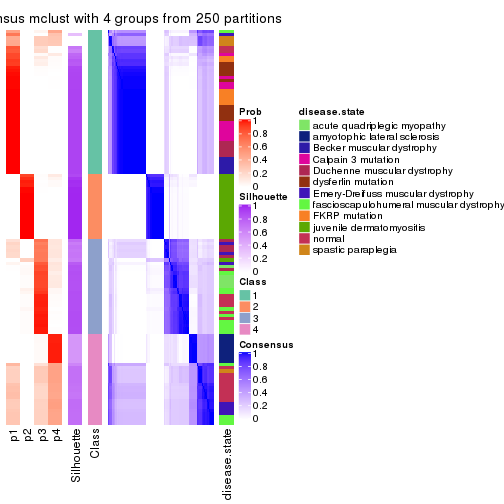 nsus mclust with 4 groups from 250 partitions
Prob
1
0.8
0.6
0.4
0.2
0
Silhouette
1
0.8
0.6
0.4
0.2
0
Class
1
2
3
4
Consensus
1
0.8
0.6
0.4
0.2
0
disease.state
acute quadriplegic myopathy
amyotophic lateral sclerosis
Becker muscular dystrophy
Calpain 3 mutation
Duchenne muscular dystrophy
dysferlin mutation
Emery-Dreifuss muscular dystrophy
fascioscapulohumeral muscular dystrophy
FKRP mutation
juvenile dermatomyositis
normal
spastic paraplegia
p1
p2
p3
p4
Silhouette
Class
disease.state